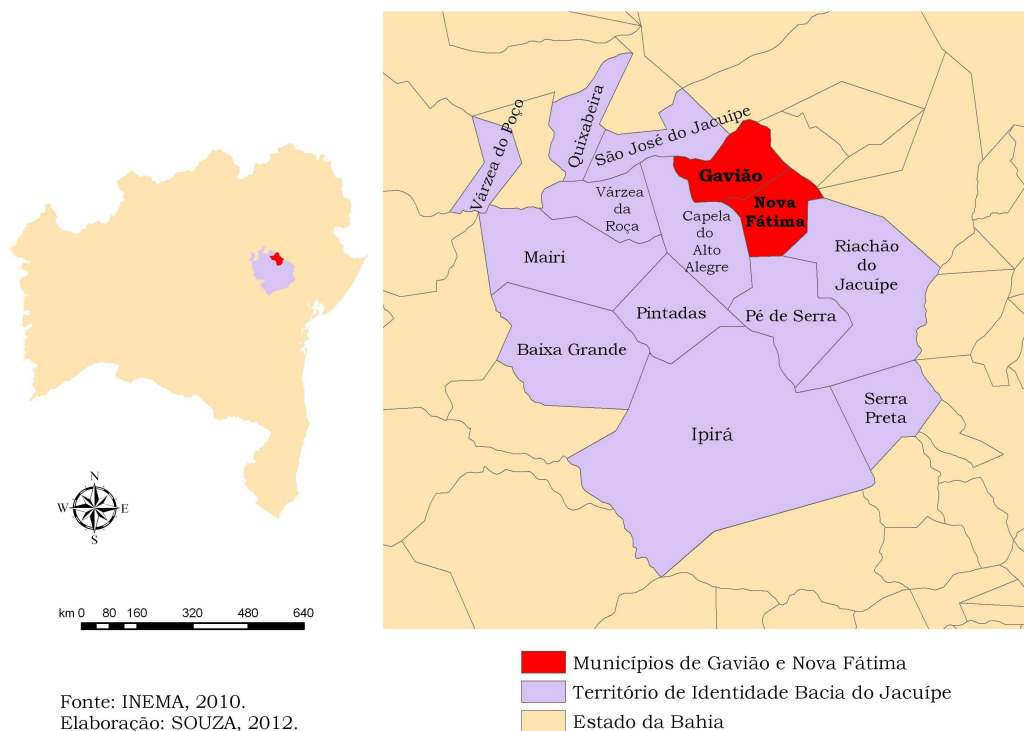 Várzea do Poço
Quixabeira
São José do Jacuípe
Gavião
Nova
Fátima
Várzea
da
Roça
Capela
do
Alto
Alegre
Riachão
do
Jacuípe
Mairi
Pintadas
Pé de Serra
Baixa Grande
Serra
Preta
Ipirá
N
W E
S
km 0 80 160 320 480 640
Municípios de Gavião e Nova Fátima
Território de Identidade Bacia do Jacuípe
Estado da Bahia
Fonte: INEMA, 2010.
Elaboração: SOUZA, 2012.